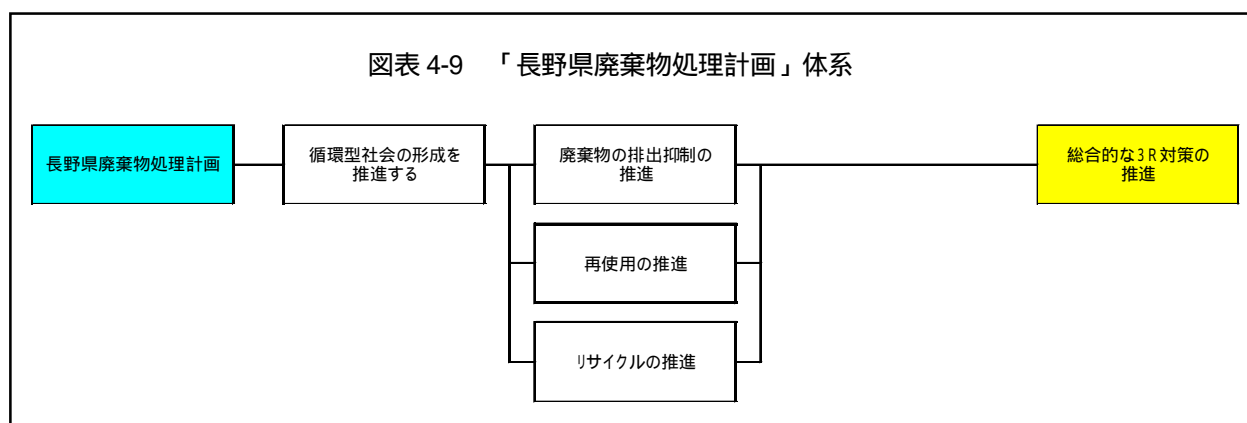 図表 4-9 「長野県廃棄物処理計画」体系
長野県廃棄物処理計画
循環型社会の形成を
推進する
廃棄物の排出抑制の
推進
総合的な3R対策の
推進
再使用の推進
リサイクルの推進